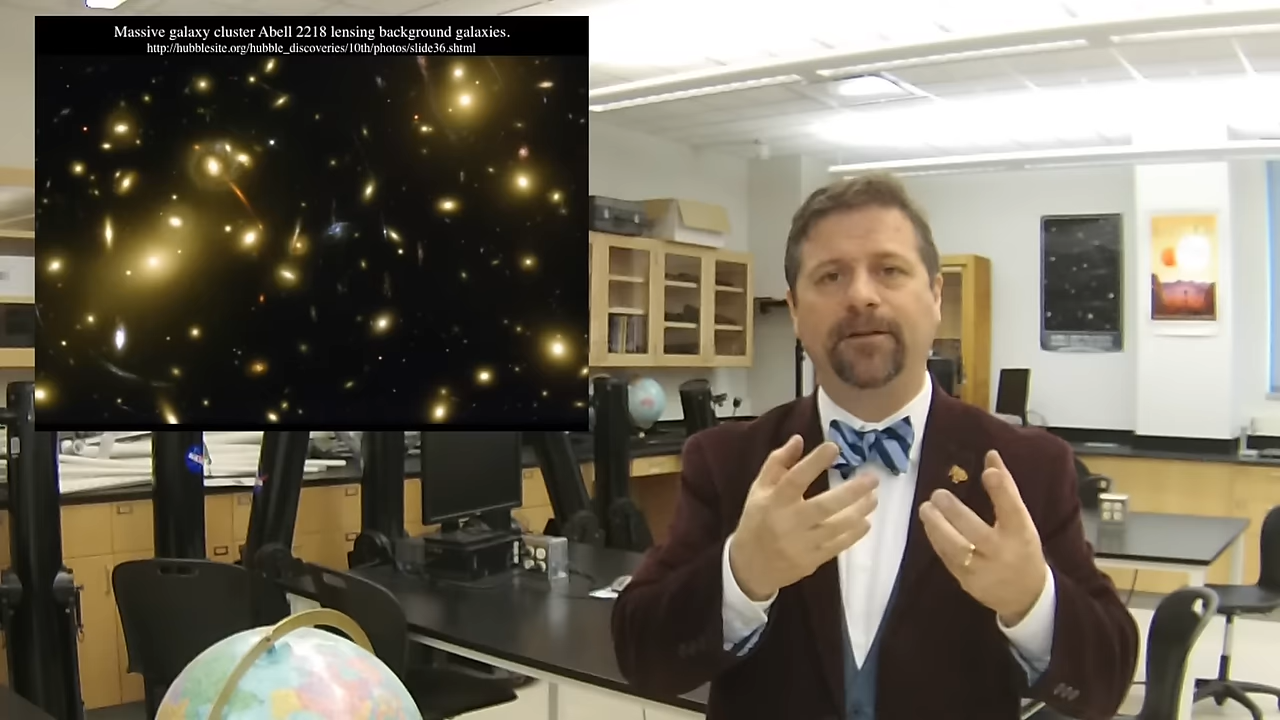 Massive galaxy cluster Abell 2218 lensing background galaxies.
http://hubblesite.org/hubble_discoveries/10th/photos/slide36.shtml